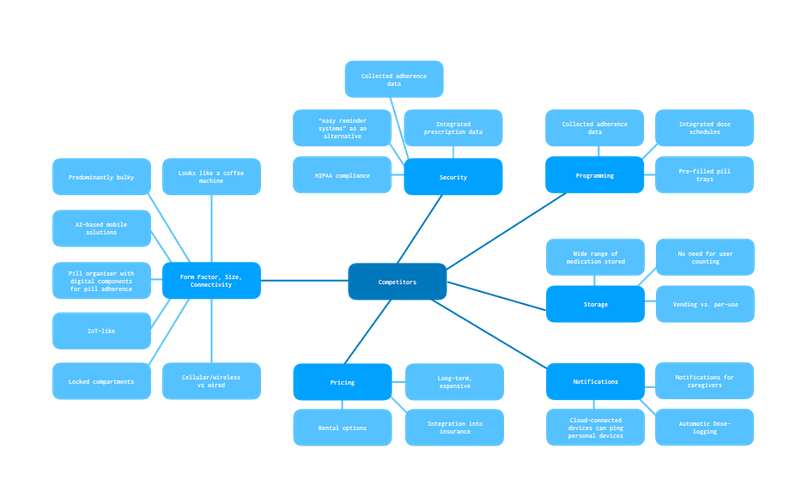 Collected adherence
data
"easy reminder
systems" as an
alternative
Integrated
prescription data
HIPAA compliance
Security
Collected adherence
data
Integrated dose
schedules
Programming
Pre-filled pill
trays
Predominantly bulky
Looks like a coffee
machine
AI-based mobile
solutions
Pill organiser with
digital components
for pill adherence
Form Factor, Size,
Connectivity
IoT-like
Locked compartments
Cellular/wireless
vs wired
Competitors
Wide range of
medication stored
No need for user
counting
Storage
Vending vs. per-use
Pricing
Long-term,
expensive
Rental options
Integration into
insurance
Notifications
Notifications for
caregivers
Cloud-connected
devices can ping
personal devices
Automatic Dose-
logging